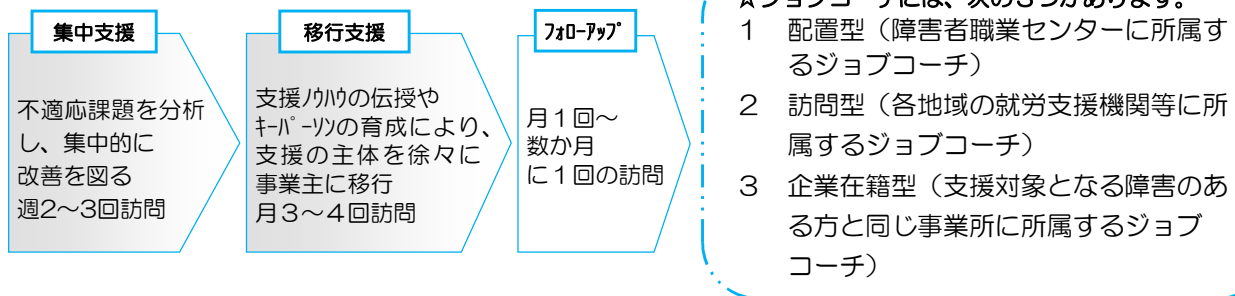 集中支援
不適応課題を分析
し、集中的に
改善を図る
週2～3回訪問
移行支援
支援ﾉｳﾊｳの伝授や
ｷｰﾊﾟｰｿﾝの育成により、
支援の主体を徐々に
事業主に移行
月３～４回訪問
ﾌｫﾛｰｱｯﾌﾟ
月１回～
数か月
に１回の訪問
☆ジョブコーチには、次の３つがあります。
１　配置型（障害者職業センターに所属す
るジョブコーチ）
２　訪問型（各地域の就労支援機関等に所
属するジョブコーチ）
３　企業在籍型（支援対象となる障害のあ
る方と同じ事業所に所属するジョブ
コーチ）